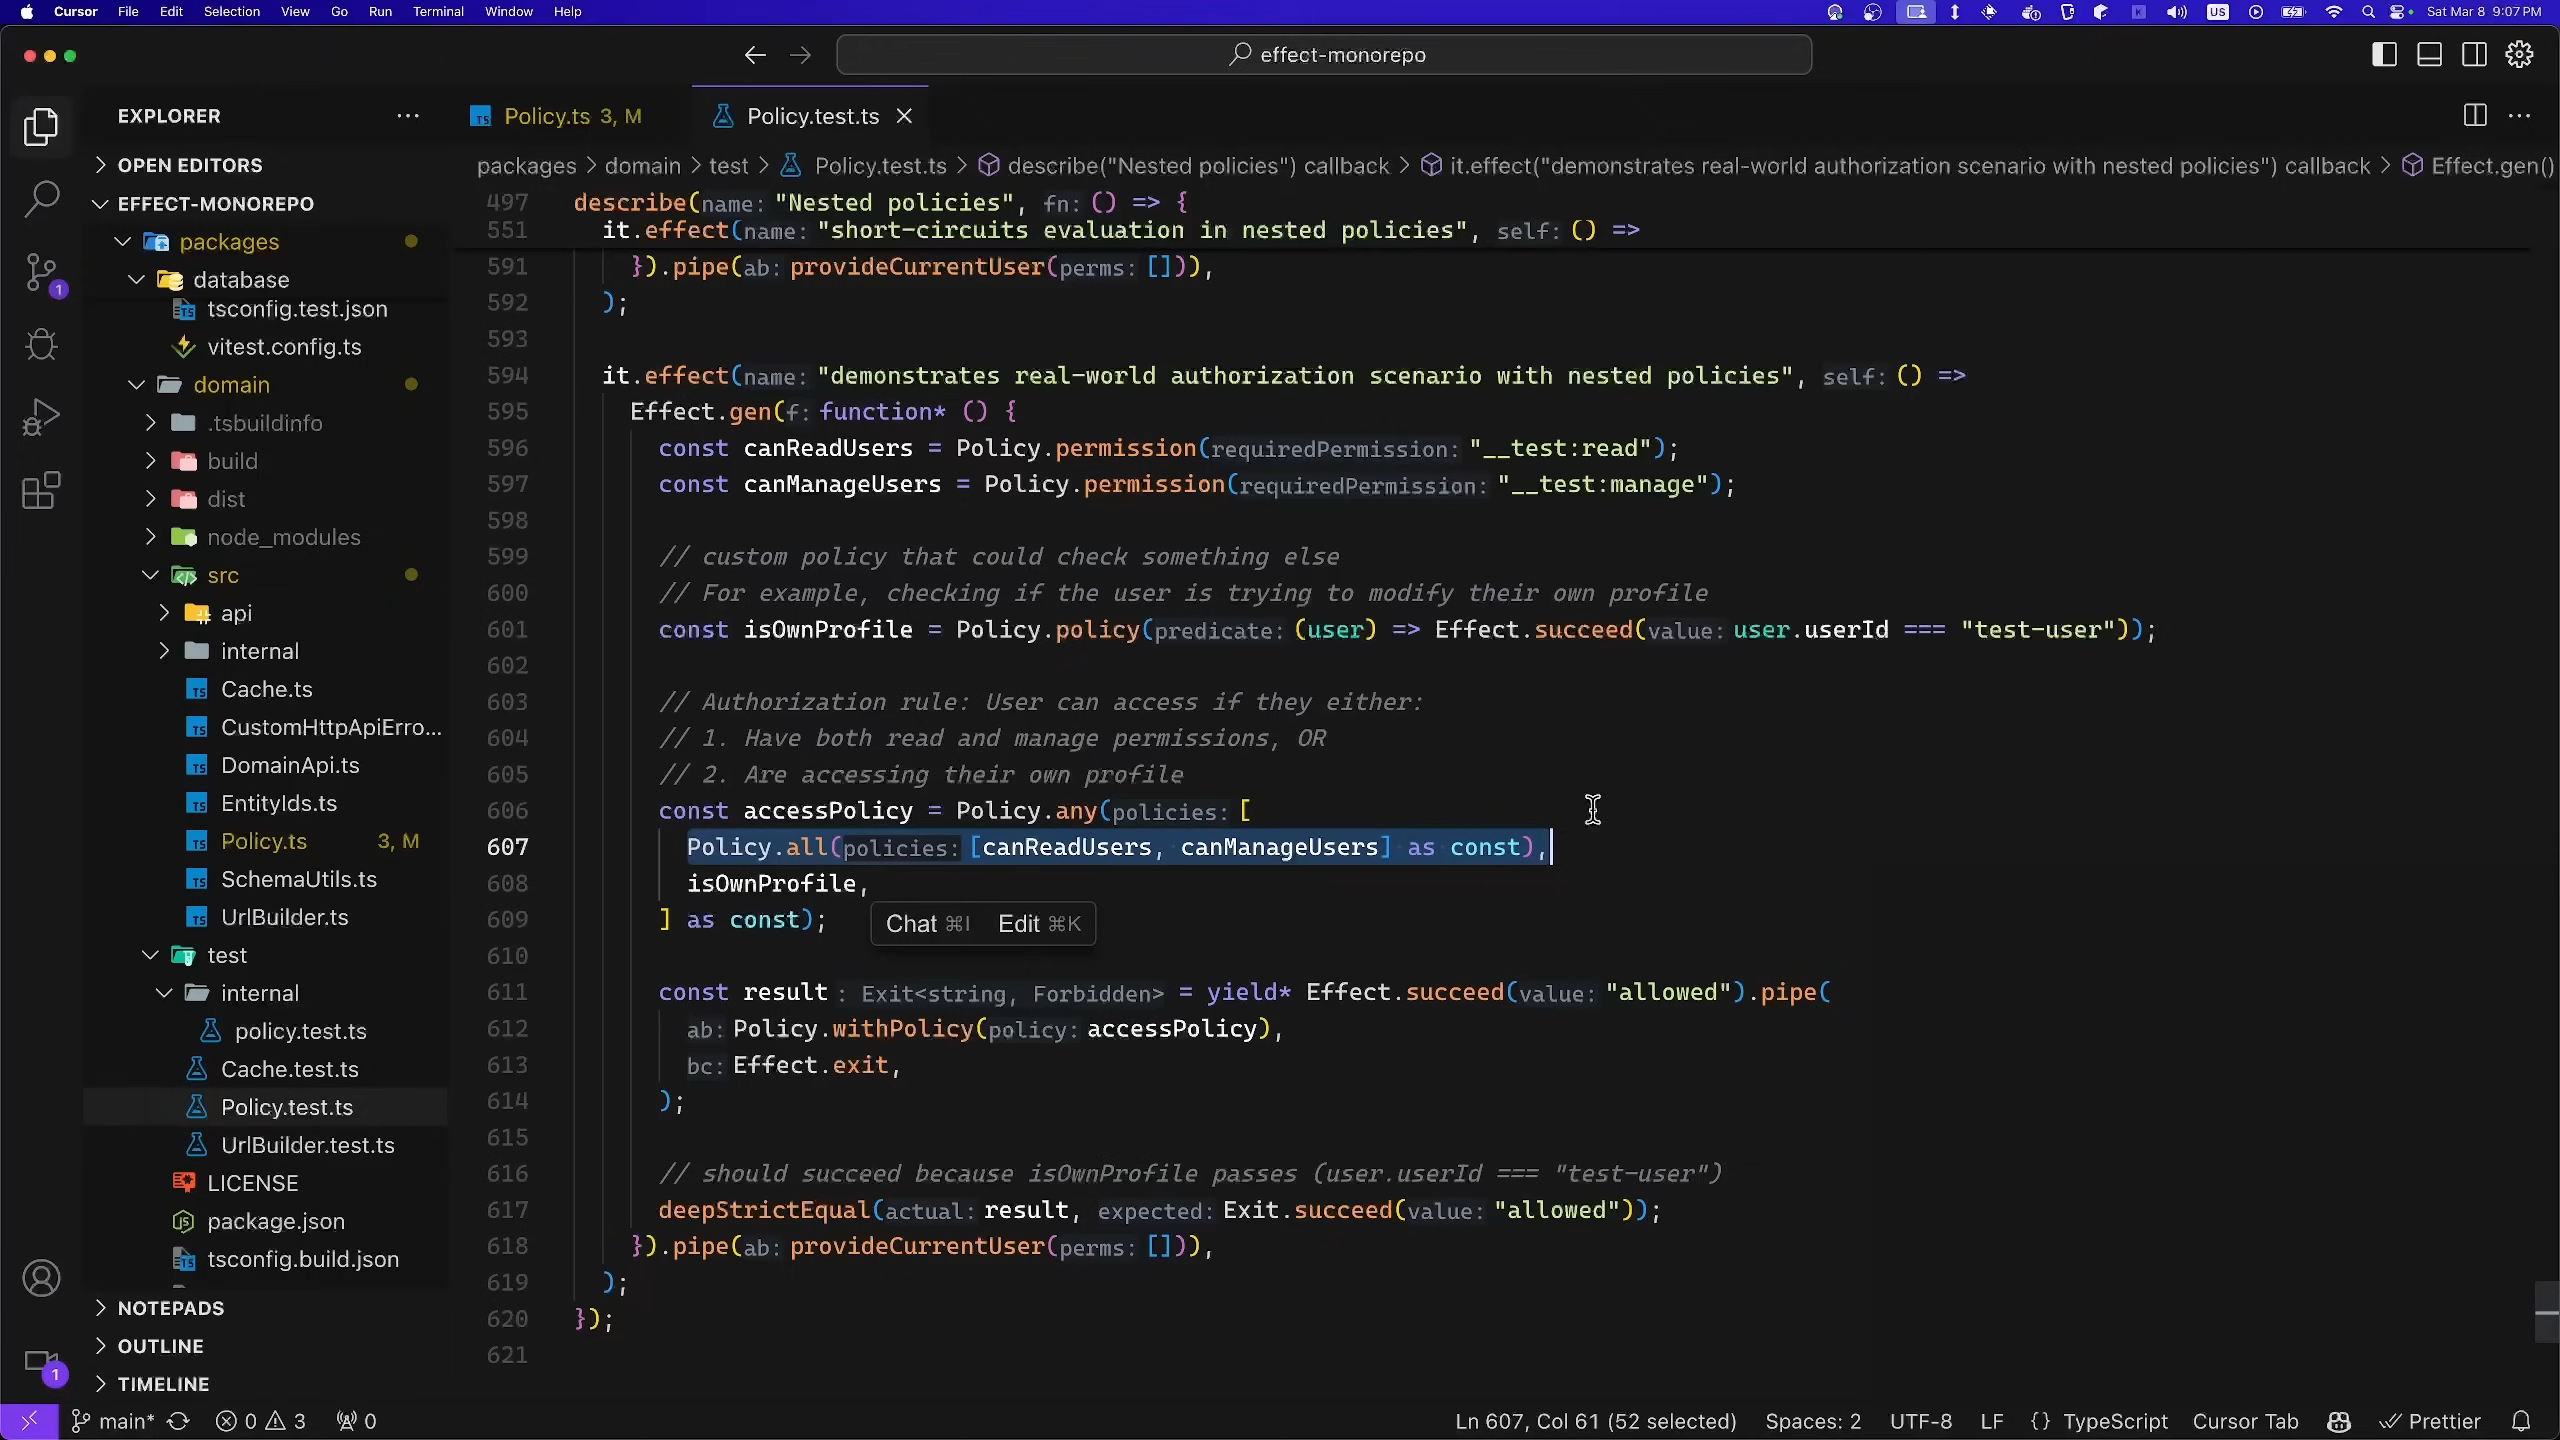 Cursor File Edit Selection View Go Run Terminal Window Help US Sat Mar 8 9:07 PM
effect-monorepo
EXPLORER
OPEN EDITORS
EFFECT-MONOREPO
packages
database
tsconfig.test.json
vitest.config.ts
domain
.tsbuildinfo
build
dist
node_modules
src
api
internal
Cache.ts
CustomHttpApiErro...
DomainApi.ts
EntityIds.ts
Policy.ts 3, M
SchemaUtils.ts
UrlBuilder.ts
test
internal
policy.test.ts
Cache.test.ts
Policy.test.ts
UrlBuilder.test.ts
LICENSE
package.json
tsconfig.build.json
NOTEPADS
OUTLINE
TIMELINE
1
1
Policy.ts 3, M Policy.test.ts
packages > domain > test > Policy.test.ts > describe("Nested policies") callback > it.effect("demonstrates real-world authorization scenario with nested policies") callback > Effect.gen()
497 describe(name: "Nested policies", fn: () => {
551 it.effect(name: "short-circuits evaluation in nested policies", self: () =>
591 }).pipe(ab: provideCurrentUser(perms: [])),
592 );
593
594 it.effect(name: "demonstrates real-world authorization scenario with nested policies", self: () =>
595 Effect.gen(f: function* () {
596 const canReadUsers = Policy.permission(requiredPermission: "__test:read");
597 const canManageUsers = Policy.permission(requiredPermission: "__test:manage");
598
599 // custom policy that could check something else
600 // For example, checking if the user is trying to modify their own profile
601 const isOwnProfile = Policy.policy(predicate: (user) => Effect.succeed(value: user.userId === "test-user"));
602
603 // Authorization rule: User can access if they either:
604 // 1. Have both read and manage permissions, OR
605 // 2. Are accessing their own profile
606 const accessPolicy = Policy.any(policies: [
607 Policy.all(policies: [canReadUsers, canManageUsers] as const),
608 isOwnProfile,
609 ] as const);
Chat ⌘I Edit ⌘K
610
611 const result : Exit<string, Forbidden> = yield* Effect.succeed(value: "allowed").pipe(
612 ab: Policy.withPolicy(policy: accessPolicy),
613 bc: Effect.exit,
614 );
615
616 // should succeed because isOwnProfile passes (user.userId === "test-user")
617 deepStrictEqual(actual: result, expected: Exit.succeed(value: "allowed"));
618 }).pipe(ab: provideCurrentUser(perms: [])),
619 );
620 });
621
main* 0 3 0 Ln 607, Col 61 (52 selected) Spaces: 2 UTF-8 LF {} TypeScript Cursor Tab Prettier